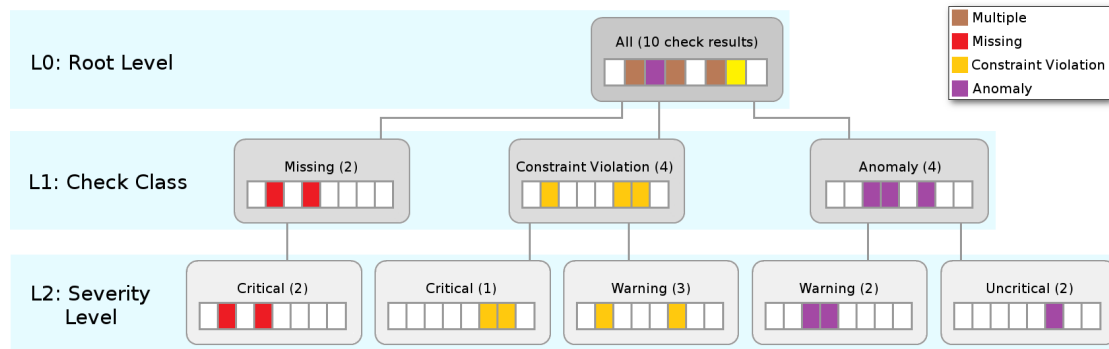 Multiple
Missing
Constraint Violation
Anomaly
L0: Root Level
All (10 check results)
L1: Check Class
Missing (2)
Constraint Violation (4)
Anomaly (4)
L2: Severity
Level
Critical (2)
Critical (1)
Warning (3)
Warning (2)
Uncritical (2)